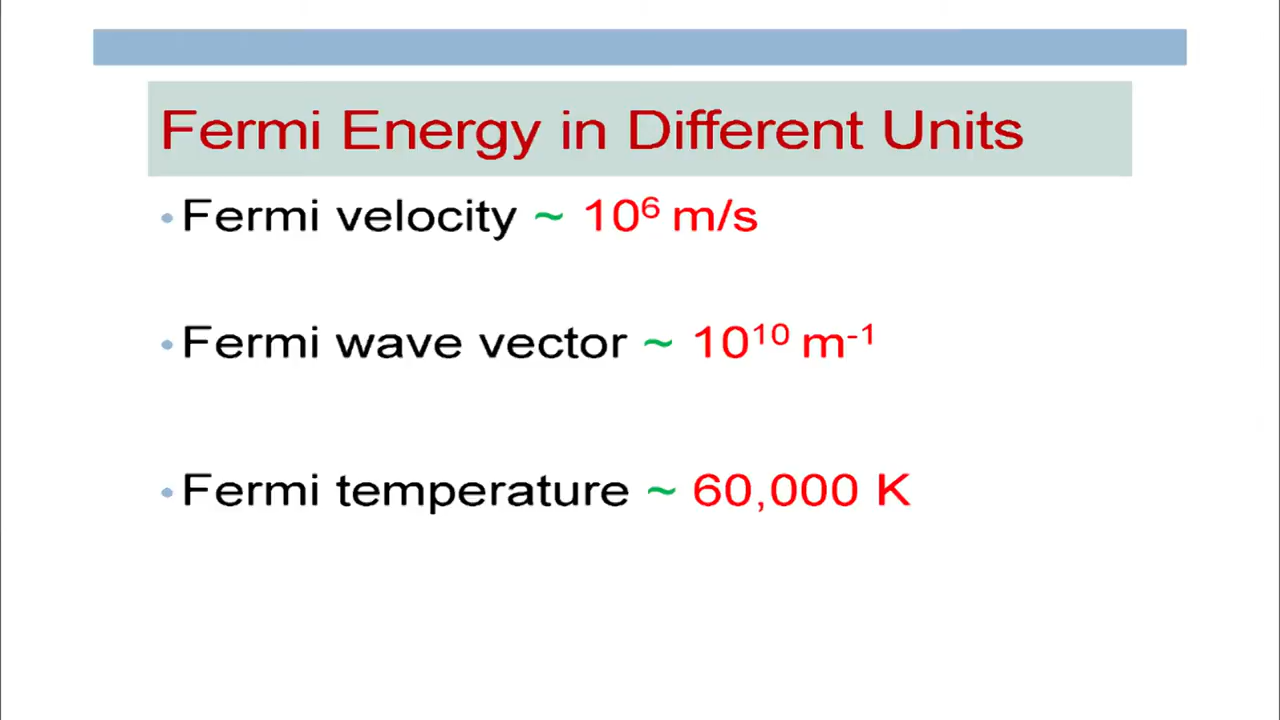 Fermi Energy in Different Units
• Fermi velocity ~ 10⁶ m/s
• Fermi wave vector ~ 10¹⁰ m⁻¹
• Fermi temperature ~ 60,000 K